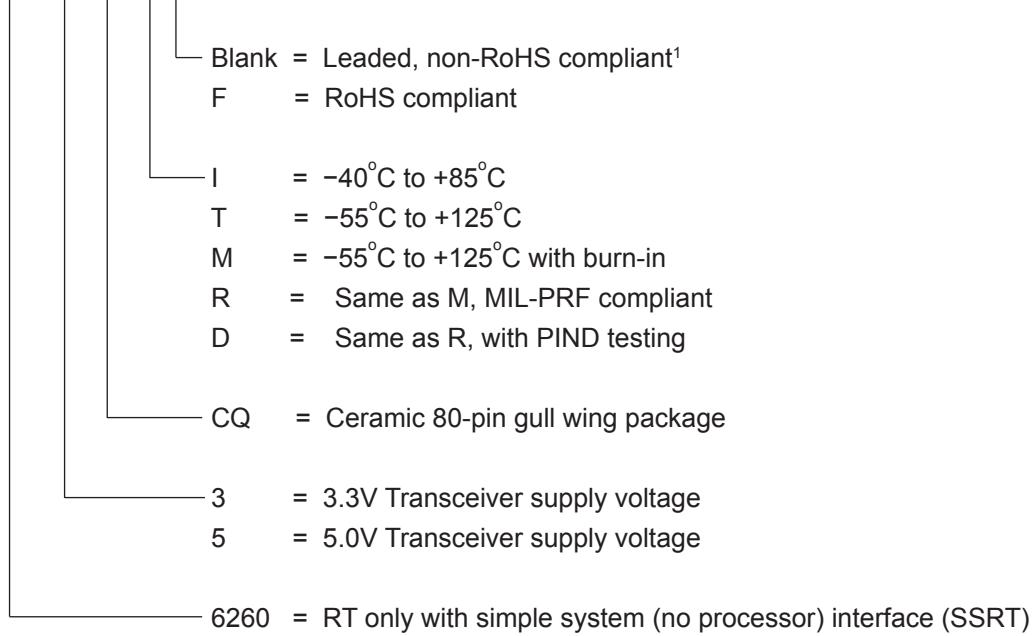 Blank = Leaded, non-RoHS compliant¹
F = RoHS compliant
I = −40°C to +85°C
T = −55°C to +125°C
M = −55°C to +125°C with burn-in
R = Same as M, MIL-PRF compliant
D = Same as R, with PIND testing
CQ = Ceramic 80-pin gull wing package
3 = 3.3V Transceiver supply voltage
5 = 5.0V Transceiver supply voltage
6260 = RT only with simple system (no processor) interface (SSRT)